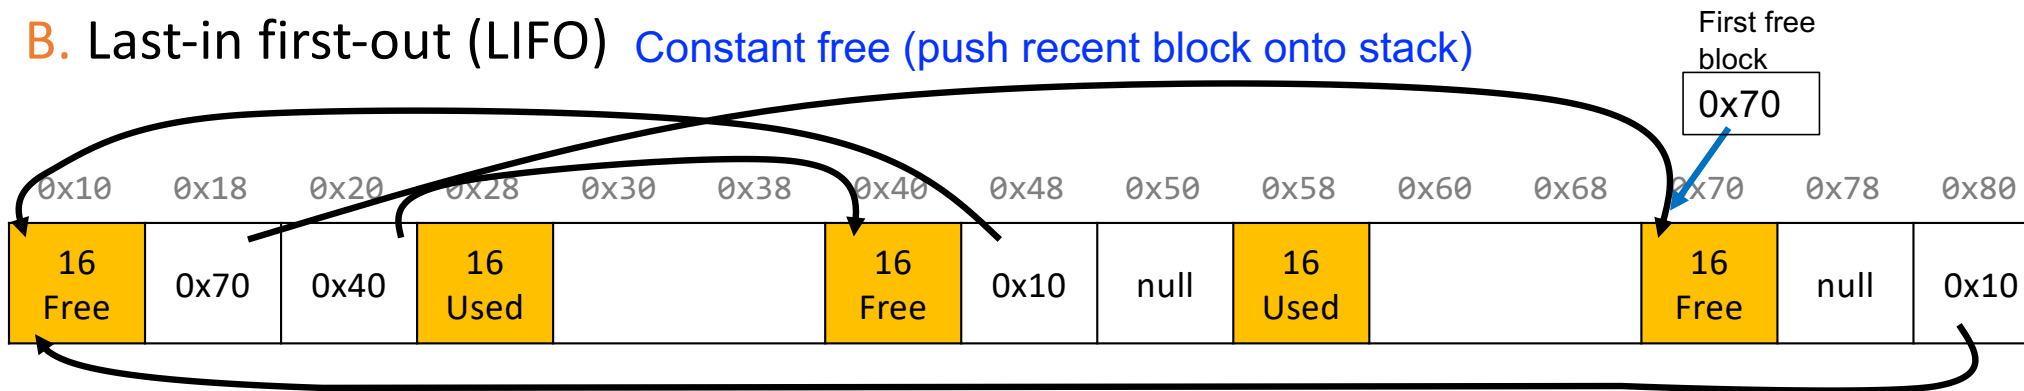 B. Last-in first-out (LIFO) Constant free (push recent block onto stack)
First free
block
0x70
0x10 0x18 0x20 0x28 0x30 0x38 0x40 0x48 0x50 0x58 0x60 0x68 0x70 0x78 0x80
16 16 16 16 16
0x70 0x40 0x10 null null 0x10
Free Used Free Used Free